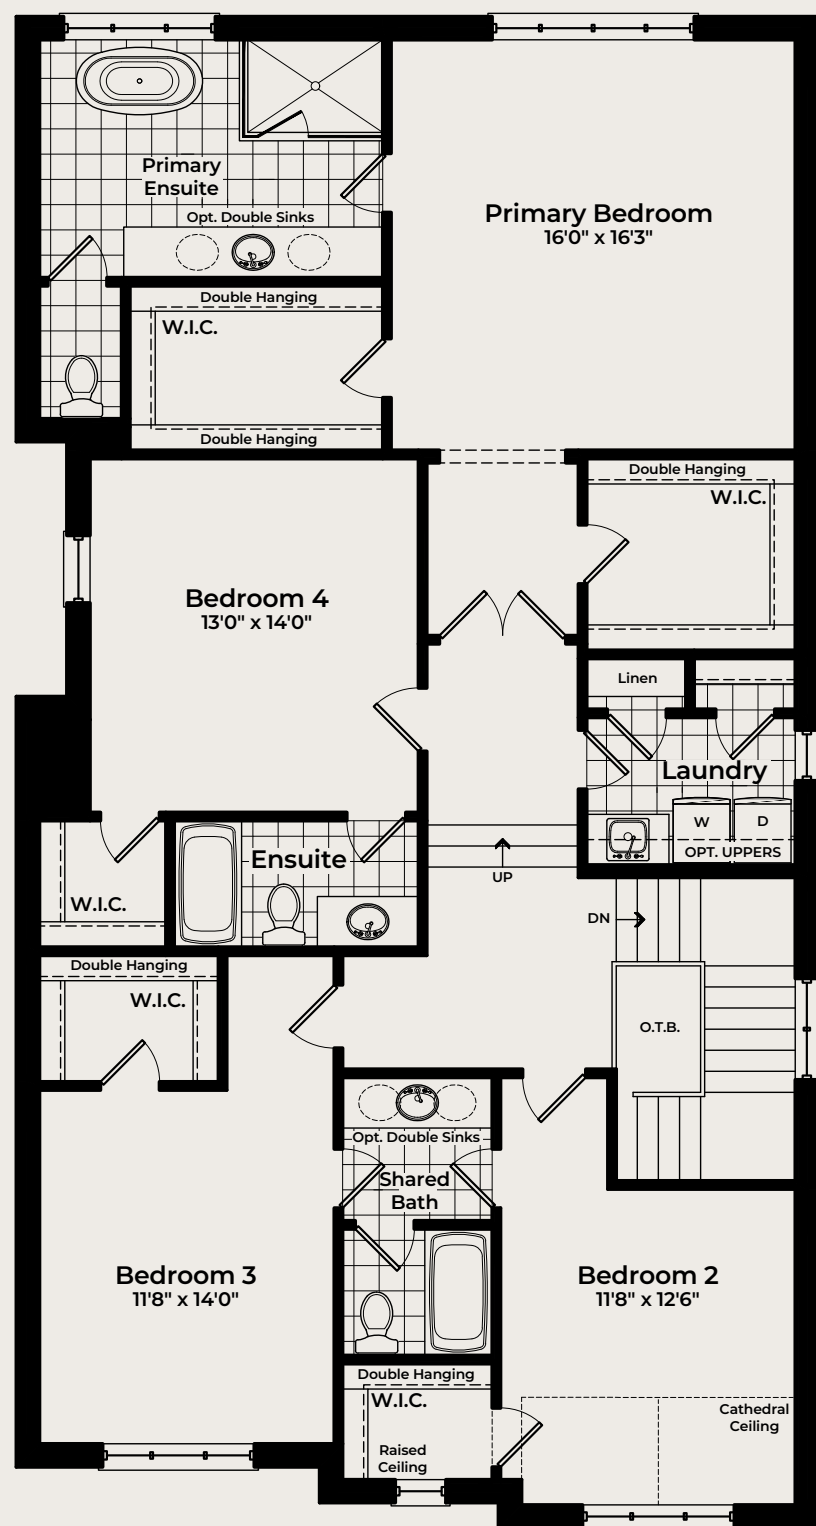 Primary
Ensuite
Opt. Double Sinks
Primary Bedroom
16'0" x 16'3"
Double Hanging
W.I.C.
Double Hanging
Double Hanging
W.I.C.
Bedroom 4
13'0" x 14'0"
Linen
Laundry
W
D
OPT. UPPERS
Ensuite
UP
W.I.C.
DN
Double Hanging
W.I.C.
O.T.B.
Opt. Double Sinks
Shared
Bath
Bedroom 3
11'8" x 14'0"
Bedroom 2
11'8" x 12'6"
Double Hanging
W.I.C.
Raised
Ceiling
Cathedral
Ceiling